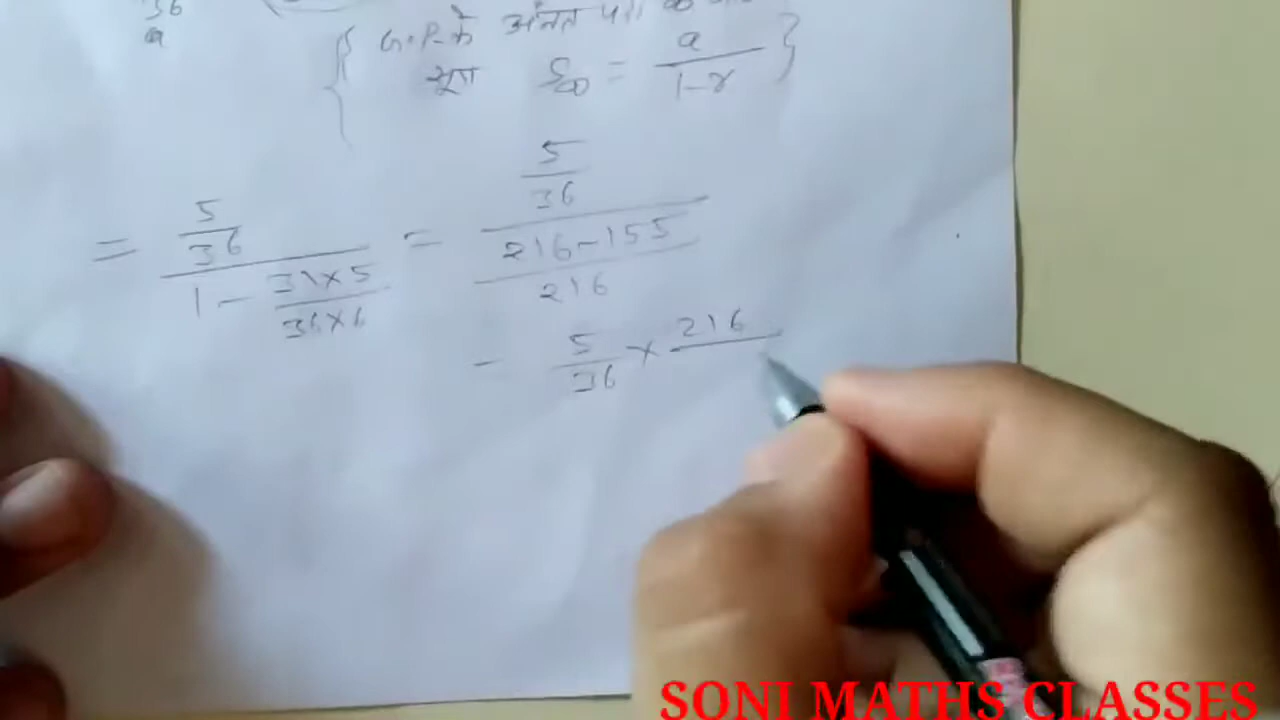 36
a
G.P. के अनंत
सूत्र S∞ = a/(1-r)
= (5/36)/(1 - (31×5)/(36×6)) = (5/36)/((216-155)/216)
- 5/36 × 216/
SONI MATHS CLASSES